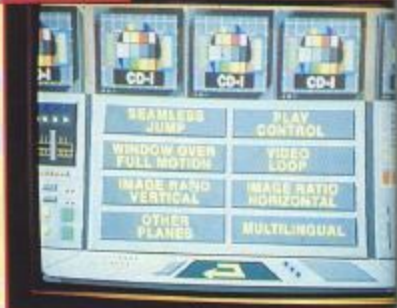 CD-I CD-I CD-I
SEAMLESS
JUMP
PLAY
CONTROL
WINDOW OVER
FULL MOTION
VIDEO
LOOP
IMAGE RATIO
VERTICAL
IMAGE RATIO
HORIZONTAL
OTHER
PLANES
MULTILINGUAL